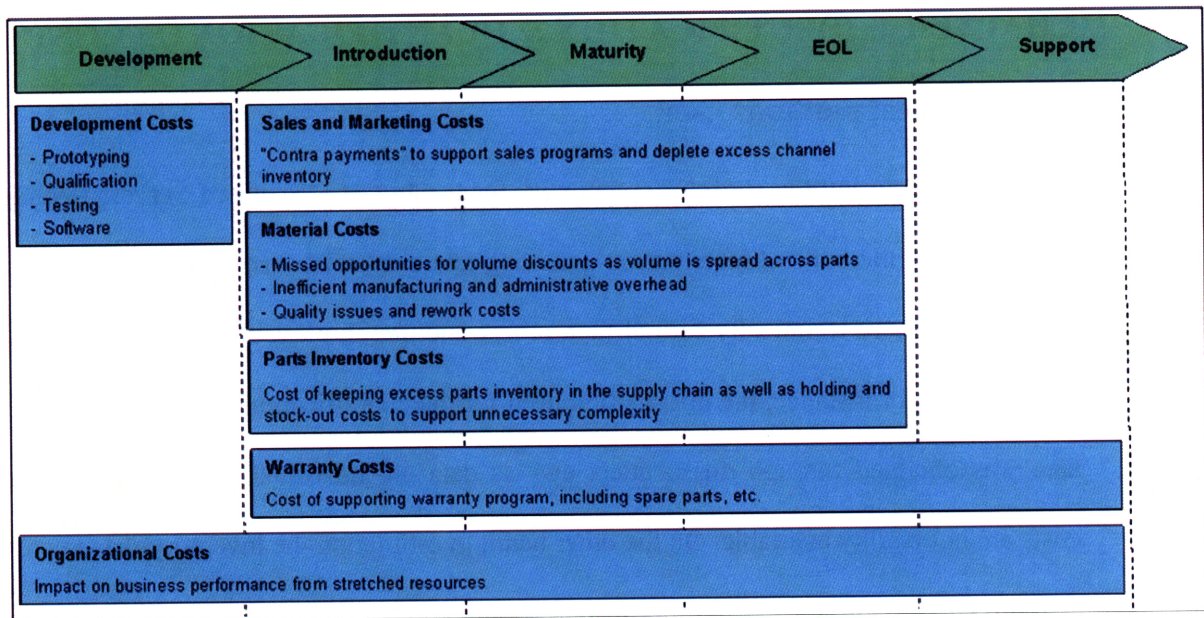 Development
Introduction
Maturity
EOL
Support
Development Costs
- Prototyping
- Qualification
- Testing
- Software
Sales and Marketing Costs
"Contra payments" to support sales programs and deplete excess channel
inventory
Material Costs
- Missed opportunities for volume discounts as volume is spread across parts
- Inefficient manufacturing and administrative overhead
- Quality issues and rework costs
Parts Inventory Costs
Cost of keeping excess parts inventory in the supply chain as well as holding and
stock-out costs to support unnecessary complexity
Warranty Costs
Cost of supporting warranty program, including spare parts, etc.
Organizational Costs
Impact on business performance from stretched resources